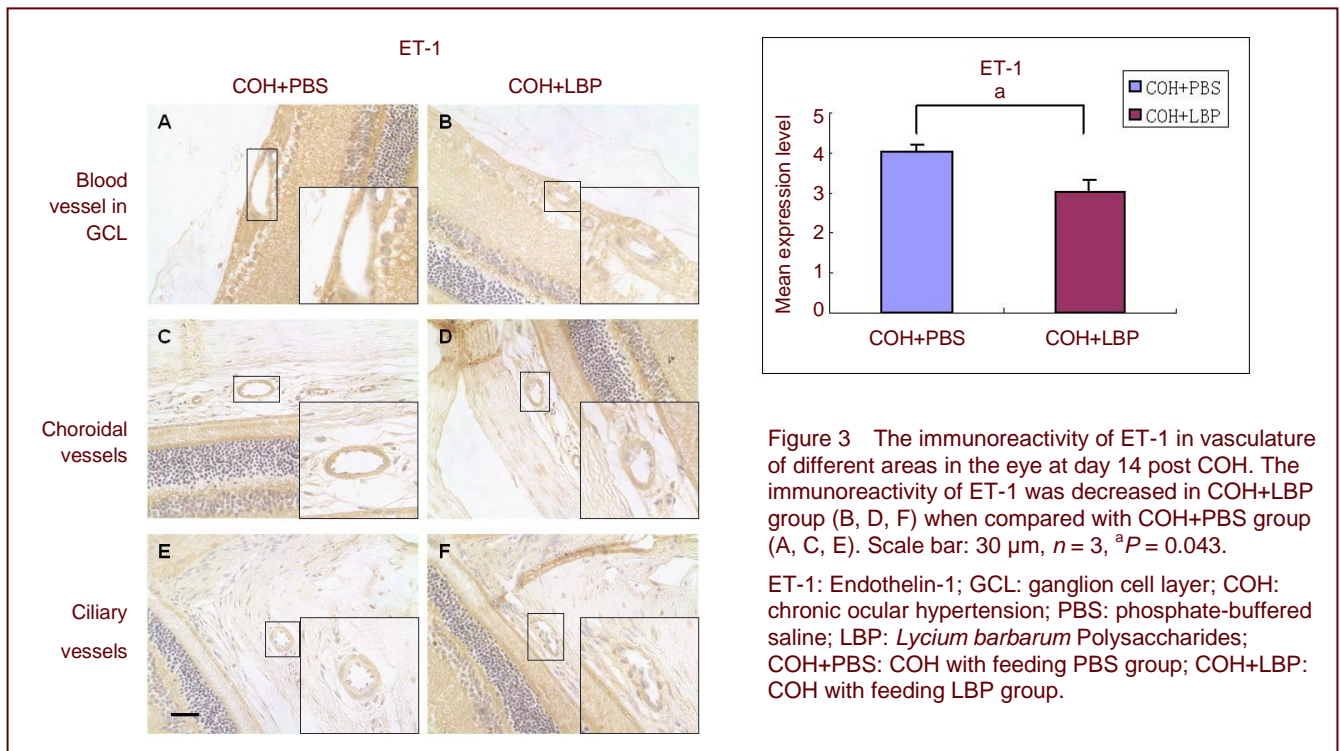 ET-1
COH+PBS
COH+LBP
Blood
vessel in
GCL
A
B
Choroidal
vessels
C
D
Ciliary
vessels
E
F
ET-1
a
COH+PBS
COH+LBP
Mean expression level
5
4
3
2
1
0
COH+PBS
COH+LBP
Figure 3 The immunoreactivity of ET-1 in vasculature
of different areas in the eye at day 14 post COH. The
immunoreactivity of ET-1 was decreased in COH+LBP
group (B, D, F) when compared with COH+PBS group
(A, C, E). Scale bar: 30 μm, n = 3, ᵃP = 0.043.
ET-1: Endothelin-1; GCL: ganglion cell layer; COH:
chronic ocular hypertension; PBS: phosphate-buffered
saline; LBP: Lycium barbarum Polysaccharides;
COH+PBS: COH with feeding PBS group; COH+LBP:
COH with feeding LBP group.